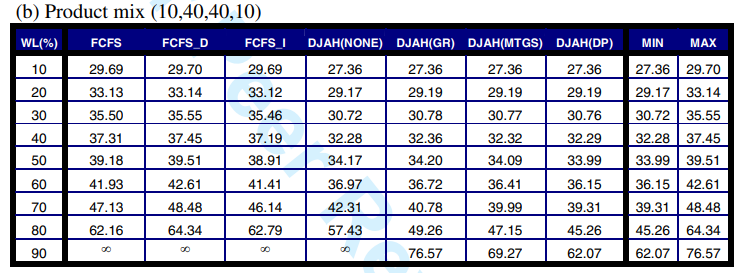 (b) Product mix (10,40,40,10)
WL(%) FCFS FCFS_D FCFS_I DJAH(NONE) DJAH(GR) DJAH(MTGS) DJAH(DP) MIN MAX
10 29.69 29.70 29.69 27.36 27.36 27.36 27.36 27.36 29.70
20 33.13 33.14 33.12 29.17 29.19 29.19 29.19 29.17 33.14
30 35.50 35.55 35.46 30.72 30.78 30.77 30.76 30.72 35.55
40 37.31 37.45 37.19 32.28 32.36 32.32 32.29 32.28 37.45
50 39.18 39.51 38.91 34.17 34.20 34.09 33.99 33.99 39.51
60 41.93 42.61 41.41 36.97 36.72 36.41 36.15 36.15 42.61
70 47.13 48.48 46.14 42.31 40.78 39.99 39.31 39.31 48.48
80 62.16 64.34 62.79 57.43 49.26 47.15 45.26 45.26 64.34
90 ∞ ∞ ∞ ∞ 76.57 69.27 62.07 62.07 76.57